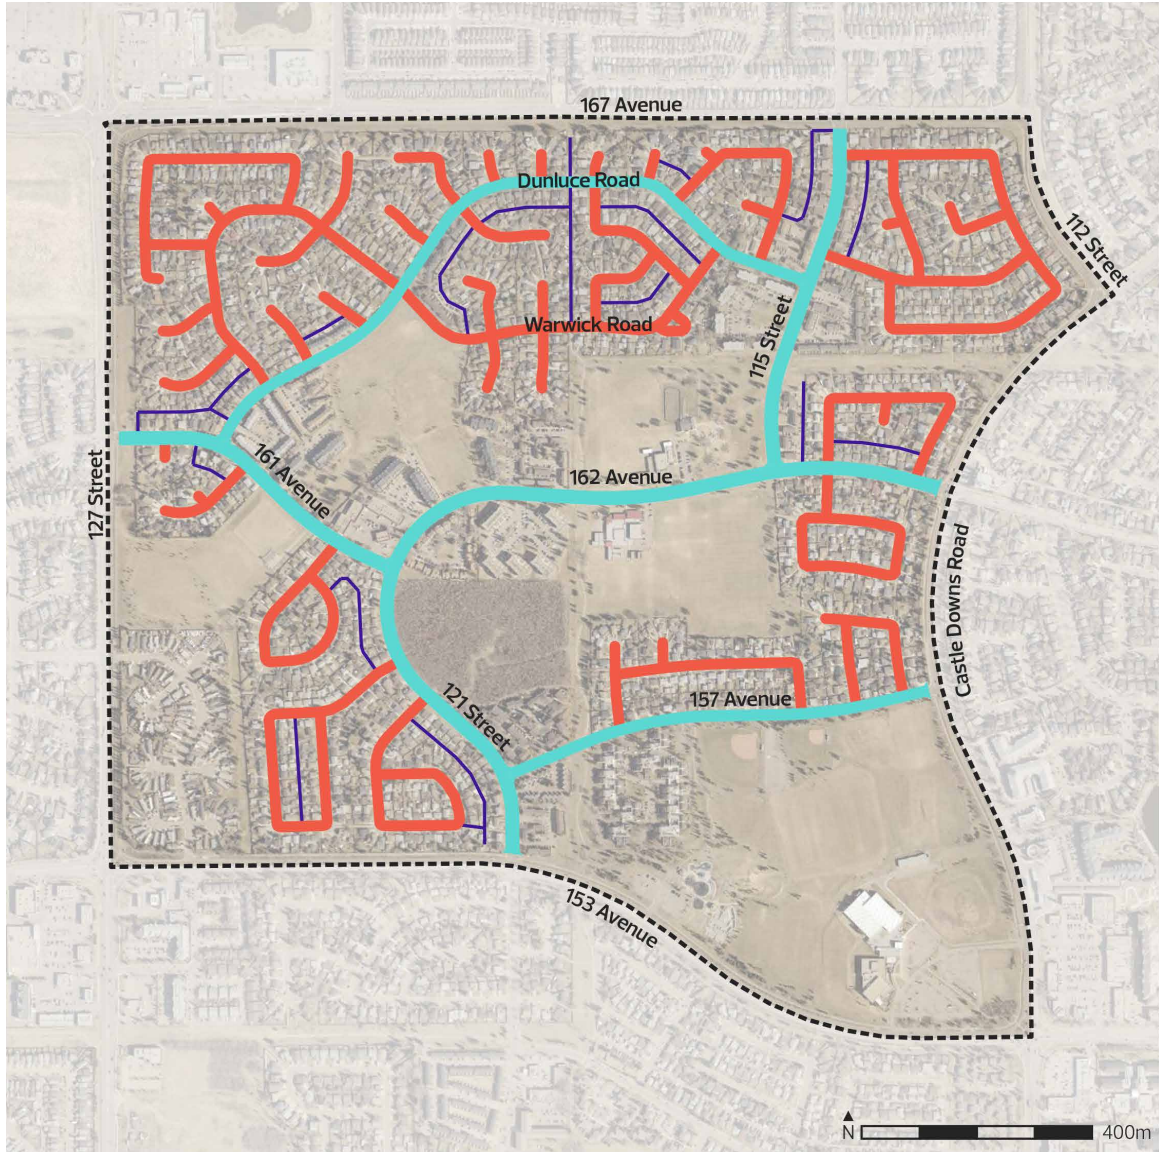 167 Avenue
Dunluce Road
112 Street
Warwick Road
115 Street
127 Street
161 Avenue
162 Avenue
Castle Downs Road
121 Street
157 Avenue
153 Avenue
N
400m